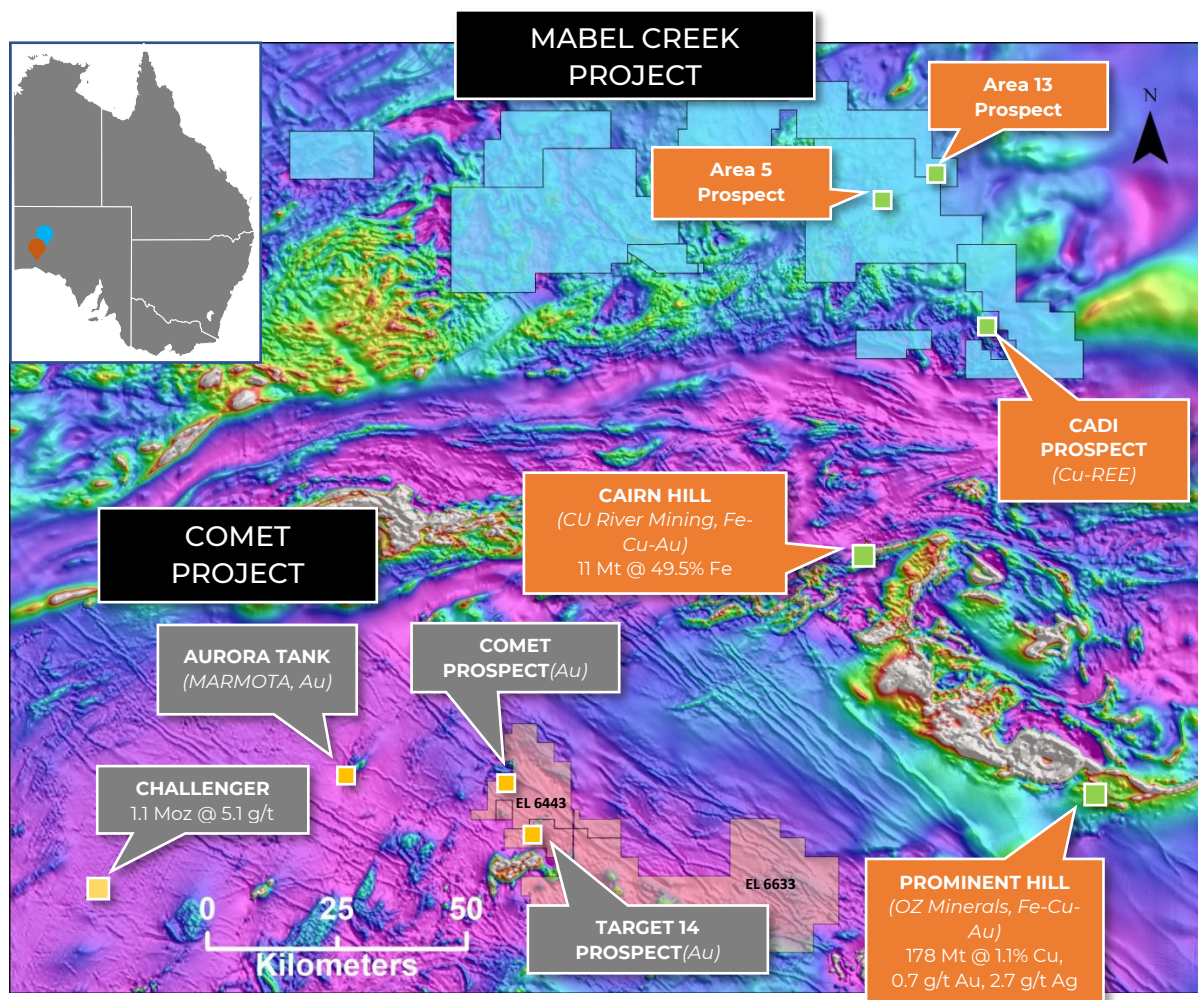 MABEL CREEK
PROJECT
Area 13
Prospect
N
Area 5
Prospect
CADI
PROSPECT
(Cu-REE)
CAIRN HILL
(CU River Mining, Fe-
Cu-Au)
11 Mt @ 49.5% Fe
COMET
PROJECT
AURORA TANK
(MARMOTA, Au)
COMET
PROSPECT(Au)
CHALLENGER
1.1 Moz @ 5.1 g/t
EL 6443
EL 6633
0 25 50
Kilometers
TARGET 14
PROSPECT(Au)
PROMINENT HILL
(OZ Minerals, Fe-Cu-
Au)
178 Mt @ 1.1% Cu,
0.7 g/t Au, 2.7 g/t Ag